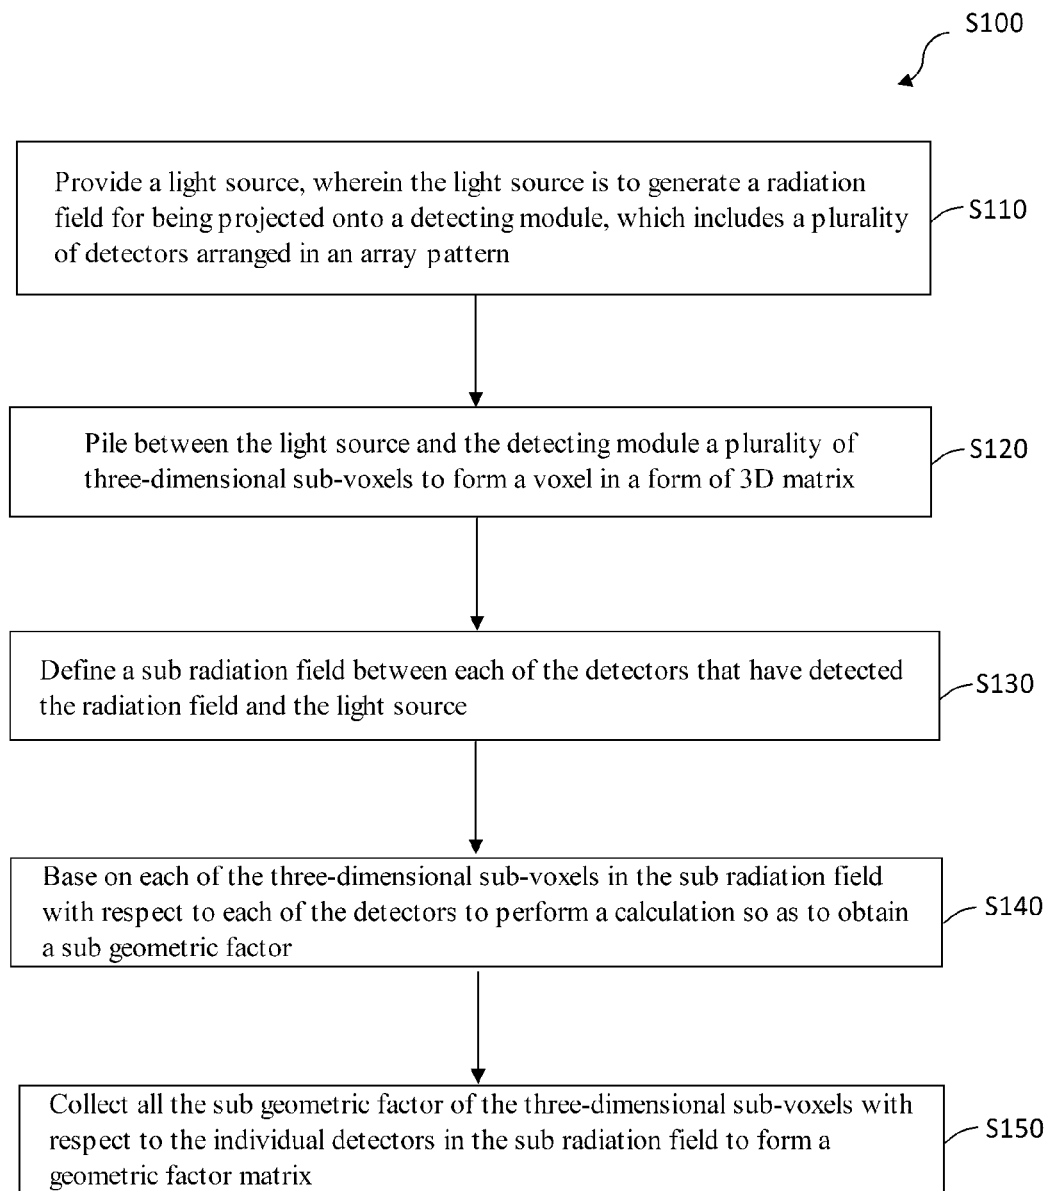 S100
Provide a light source, wherein the light source is to generate a radiation
field for being projected onto a detecting module, which includes a plurality
of detectors arranged in an array pattern
S110
Pile between the light source and the detecting module a plurality of
three-dimensional sub-voxels to form a voxel in a form of 3D matrix
S120
Define a sub radiation field between each of the detectors that have detected
the radiation field and the light source
S130
Base on each of the three-dimensional sub-voxels in the sub radiation field
with respect to each of the detectors to perform a calculation so as to obtain
a sub geometric factor
S140
Collect all the sub geometric factor of the three-dimensional sub-voxels with
respect to the individual detectors in the sub radiation field to form a
geometric factor matrix
S150